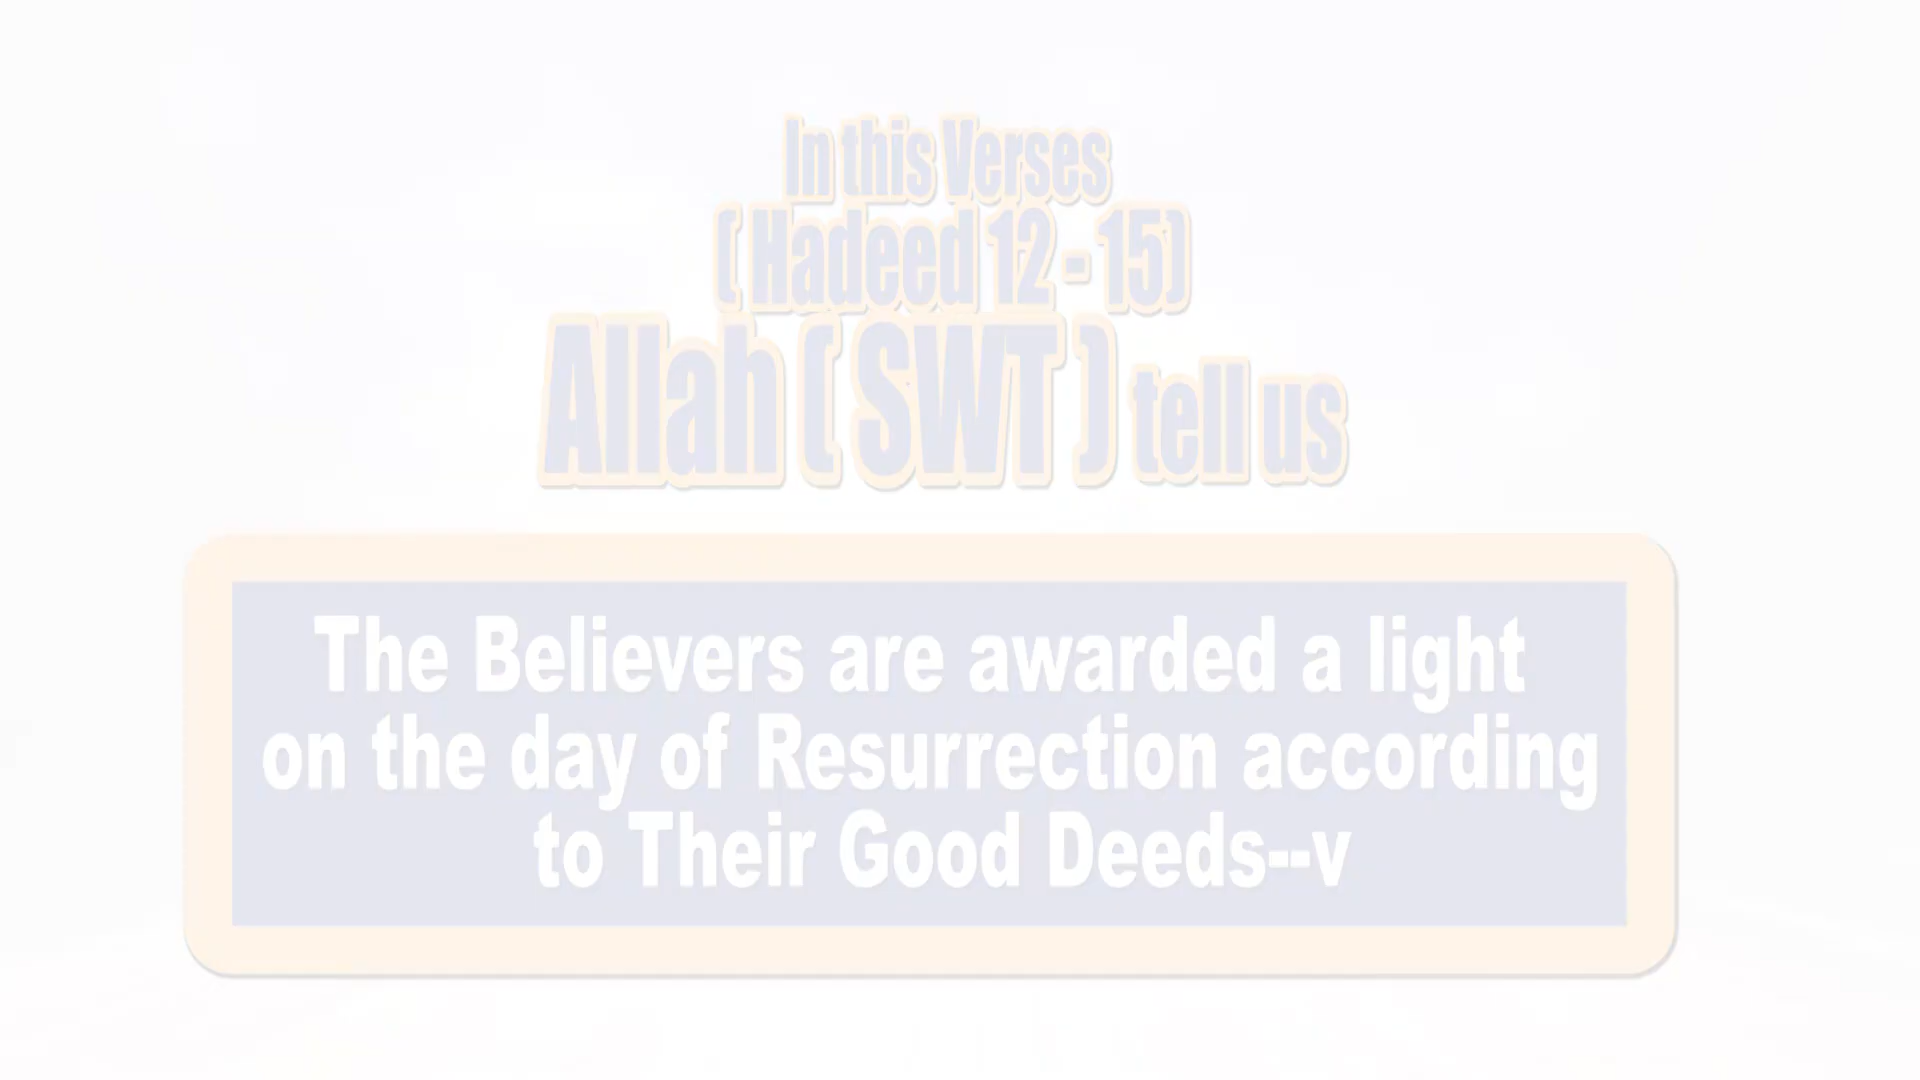 In this Verses
( Hadeed 12 - 15)
Allah ( SWT ) tell us
The Believers are awarded a light
on the day of Resurrection according
to Their Good Deeds--v